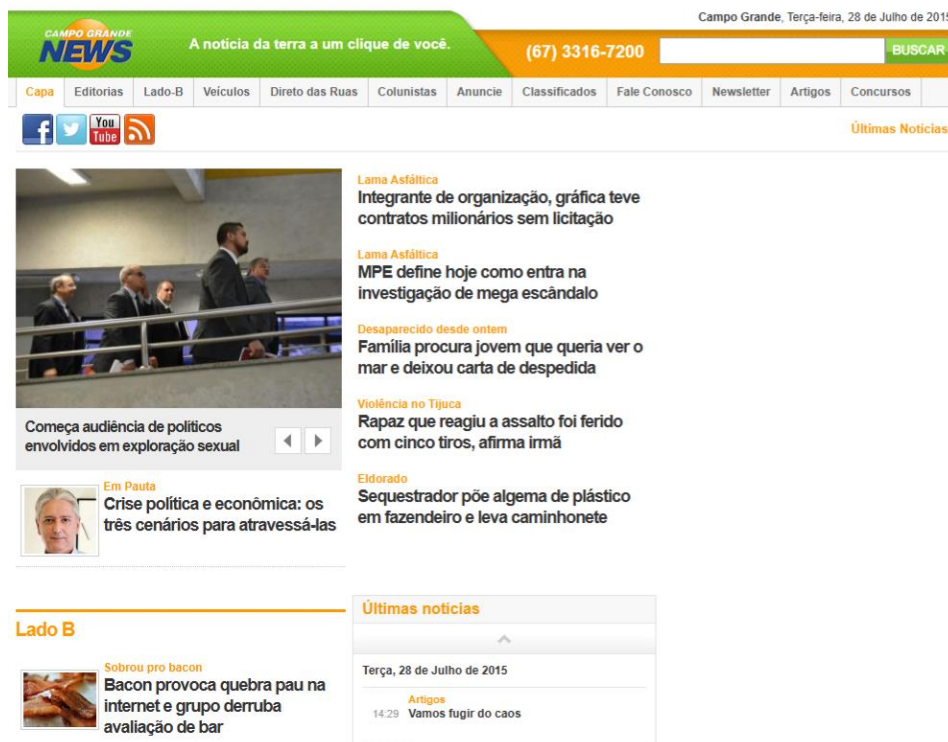 Campo Grande, Terça-feira, 28 de Julho de 2015
CAMPO GRANDE
NEWS
A notícia da terra a um clique de você.
(67) 3316-7200
BUSCAR
Capa
Editorias
Lado-B
Veículos
Direto das Ruas
Colunistas
Anuncie
Classificados
Fale Conosco
Newsletter
Artigos
Concursos
You
Tube
Últimas Notícias
Começa audiência de políticos
envolvidos em exploração sexual
Em Pauta
Crise política e econômica: os
três cenários para atravessá-las
Lama Asfáltica
Integrante de organização, gráfica teve
contratos milionários sem licitação
Lama Asfáltica
MPE define hoje como entra na
investigação de mega escândalo
Desaparecido desde ontem
Família procura jovem que queria ver o
mar e deixou carta de despedida
Violência no Tijuca
Rapaz que reagiu a assalto foi ferido
com cinco tiros, afirma irmã
Eldorado
Sequestrador põe algema de plástico
em fazendeiro e leva caminhonete
Lado B
Sobrou pro bacon
Bacon provoca quebra pau na
internet e grupo derruba
avaliação de bar
Últimas notícias
Terça, 28 de Julho de 2015
Artigos
14:29 Vamos fugir do caos